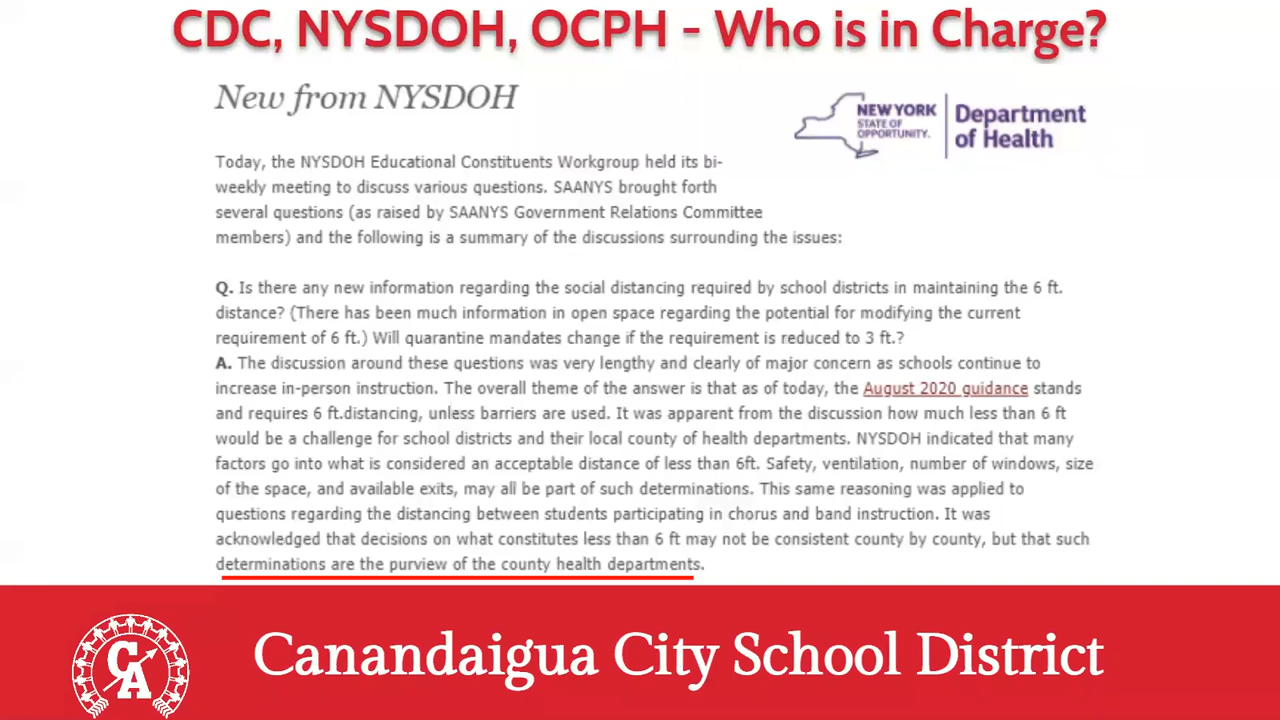 CDC, NYSDOH, OCPH - Who is in Charge?
New from NYSDOH
NEW YORK
STATE OF
OPPORTUNITY.
Department
of Health
Today, the NYSDOH Educational Constituents Workgroup held its bi-
weekly meeting to discuss various questions. SAANYS brought forth
several questions (as raised by SAANYS Government Relations Committee
members) and the following is a summary of the discussions surrounding the issues:
Q. Is there any new information regarding the social distancing required by school districts in maintaining the 6 ft.
distance? (There has been much information in open space regarding the potential for modifying the current
requirement of 6 ft.) Will quarantine mandates change if the requirement is reduced to 3 ft.?
A. The discussion around these questions was very lengthy and clearly of major concern as schools continue to
increase in-person instruction. The overall theme of the answer is that as of today, the August 2020 guidance stands
and requires 6 ft.distancing, unless barriers are used. It was apparent from the discussion how much less than 6 ft
would be a challenge for school districts and their local county of health departments. NYSDOH indicated that many
factors go into what is considered an acceptable distance of less than 6ft. Safety, ventilation, number of windows, size
of the space, and available exits, may all be part of such determinations. This same reasoning was applied to
questions regarding the distancing between students participating in chorus and band instruction. It was
acknowledged that decisions on what constitutes less than 6 ft may not be consistent county by county, but that such
determinations are the purview of the county health departments.
CA
Canandaigua City School District